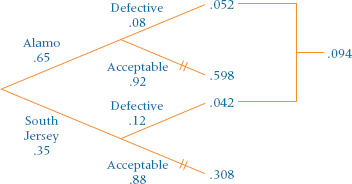 Defective
.08
.052
Alamo
.65
.094
Acceptable
.92
.598
Defective
.12
.042
South
Jersey
.35
Acceptable
.88
.308